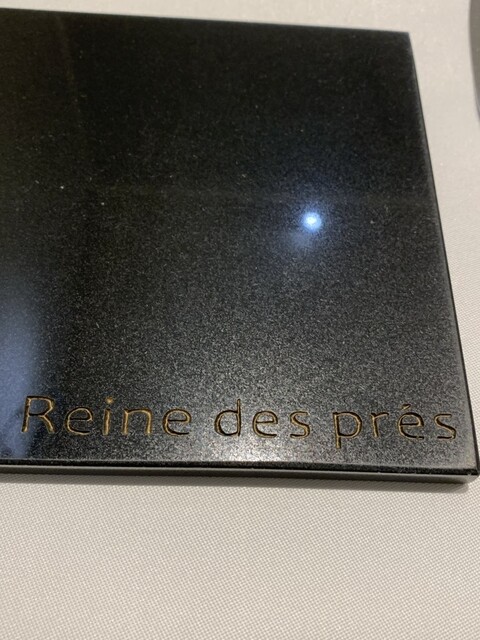 Reine des prés